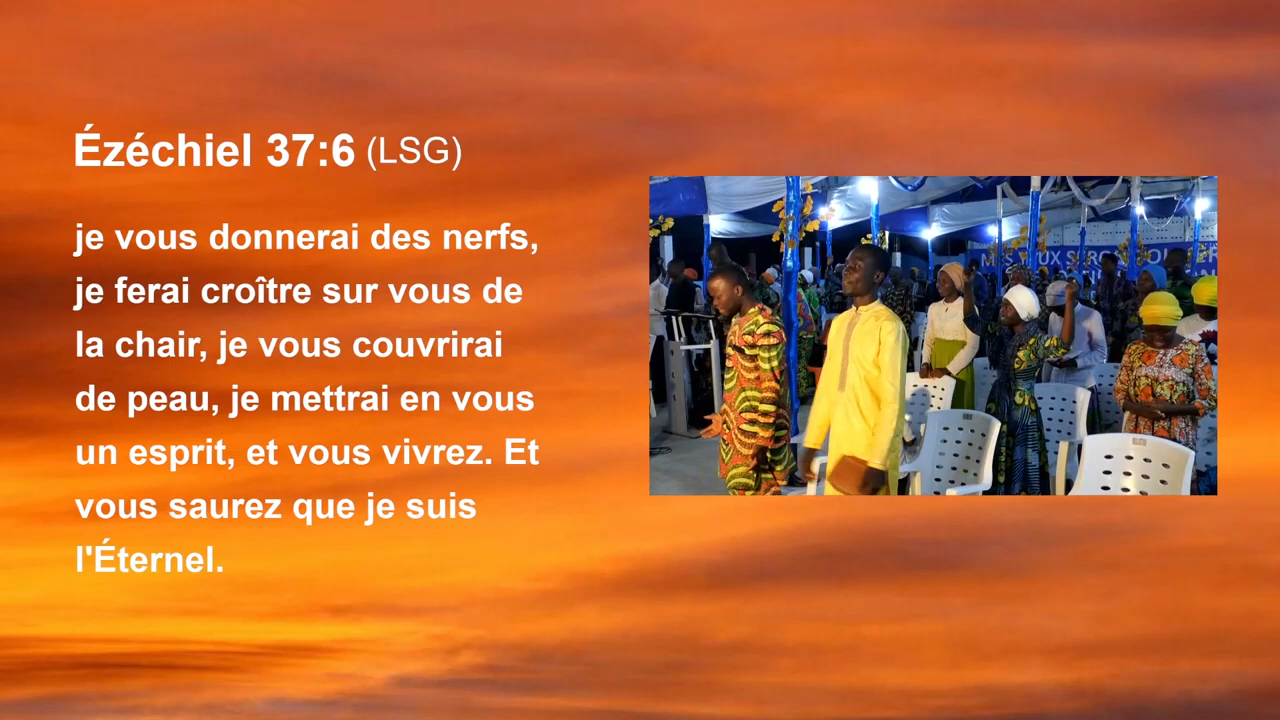 Ézéchiel 37:6 (LSG)
je vous donnerai des nerfs,
je ferai croître sur vous de
la chair, je vous couvrirai
de peau, je mettrai en vous
un esprit, et vous vivrez. Et
vous saurez que je suis
l'Éternel.
MES YEUX